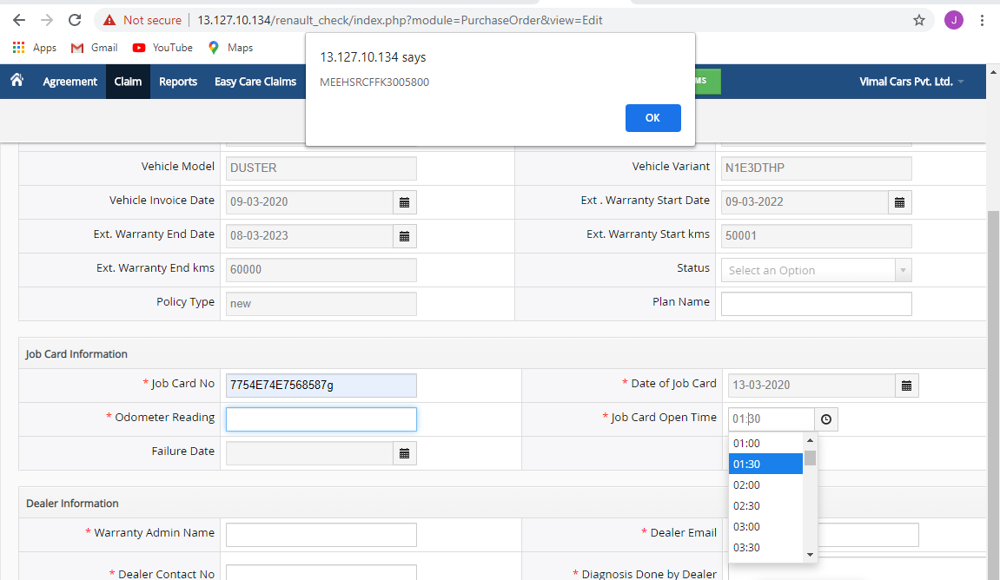 Not secure | 13.127.10.134/renault_check/index.php?module=PurchaseOrder&view=Edit
J
Apps Gmail YouTube Maps
13.127.10.134 says
MEEHSRCFFK3005800
OK
Agreement Claim Reports Easy Care Claims MS Vimal Cars Pvt. Ltd.
Vehicle Model DUSTER Vehicle Variant N1E3DTHP
Vehicle Invoice Date 09-03-2020 Ext . Warranty Start Date 09-03-2022
Ext. Warranty End Date 08-03-2023 Ext. Warranty Start kms 50001
Ext. Warranty End kms 60000 Status Select an Option
Policy Type new Plan Name
Job Card Information
* Job Card No 7754E74E7568587g * Date of Job Card 13-03-2020
* Odometer Reading * Job Card Open Time 01:30
Failure Date
01:00
01:30
02:00
02:30
03:00
03:30
Dealer Information
* Warranty Admin Name * Dealer Email
* Dealer Contact No * Diagnosis Done by Dealer